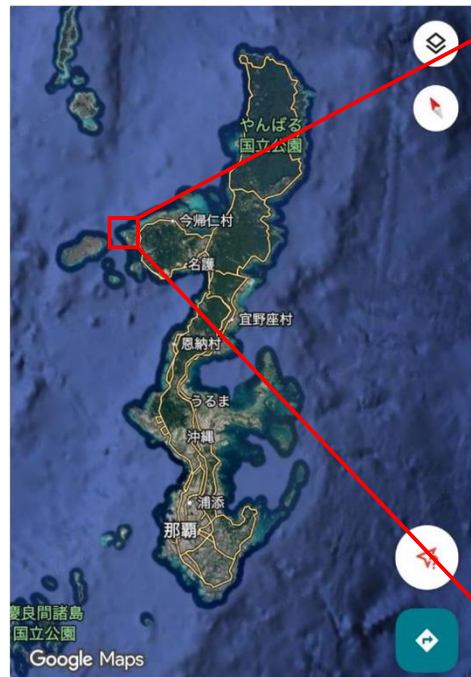 やんばる
国立公園
今帰仁村
名護
宜野座村
恩納村
うるま
沖縄
浦添
那覇
慶良間諸島
国立公園
Google Maps